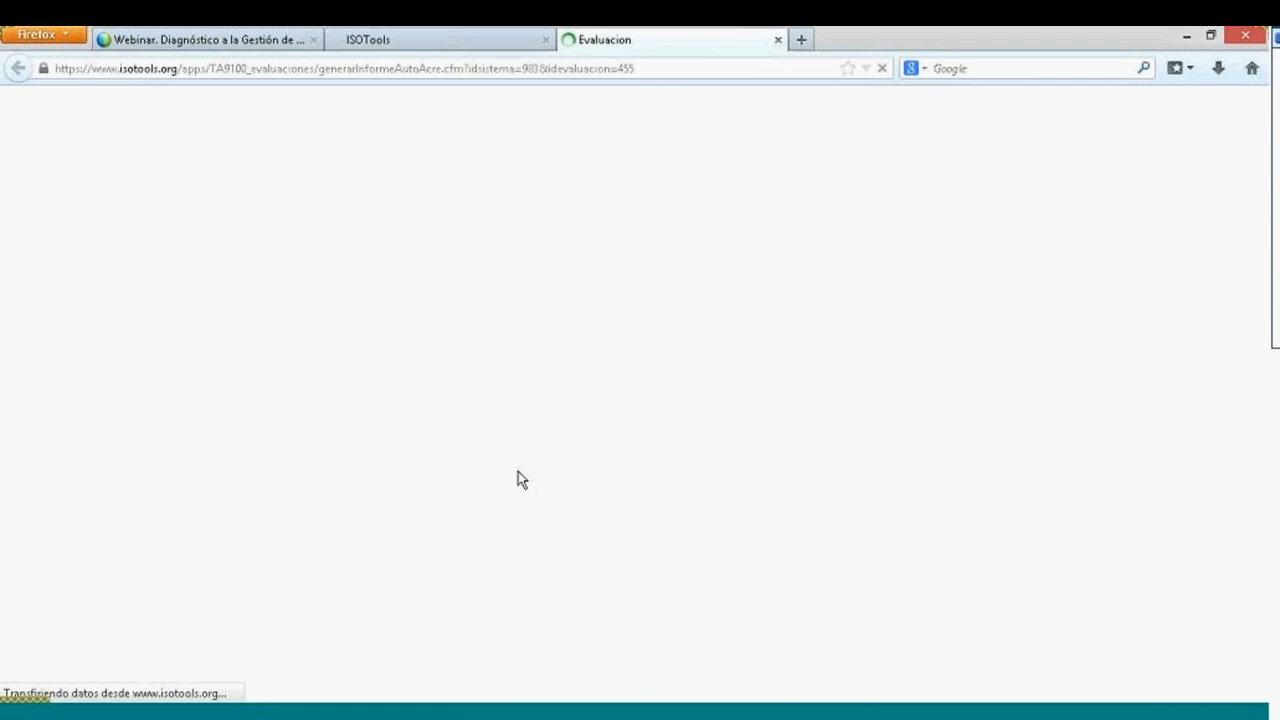 Firefox
Webinar. Diagnóstico a la Gestión de ...
ISOTools
Evaluacion
https://www.isotools.org/apps/TA9100_evaluaciones/generarInformeAutoAcre.cfm?idsistema=983&idevaluacion=455
Google
Transfiriendo datos desde www.isotools.org...